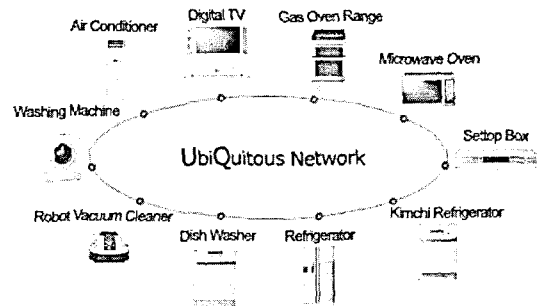 Digital TV
Gas Oven Range
Air Conditioner
Microwave Oven
Washing Machine
Settop Box
UbiQuitous Network
Robot Vacuum Cleaner
Kimchi Refrigerator
Dish Washer
Refrigerator